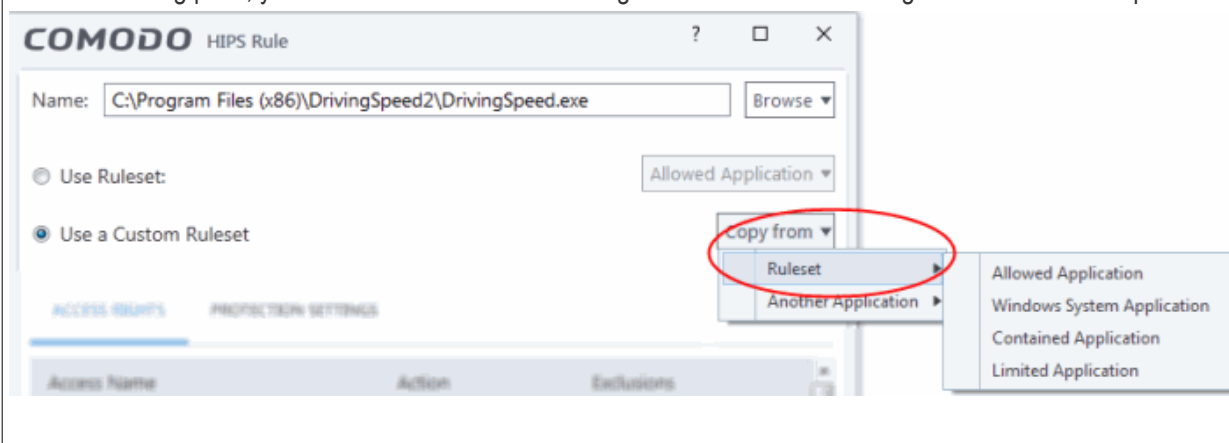 COMODO HIPS Rule ?
Name: C:\Program Files (x86)\DrivingSpeed2\DrivingSpeed.exe Browse
Use Ruleset: Allowed Application
Use a Custom Ruleset Copy from
Ruleset Allowed Application
ACCESS RIGHTS PROTECTION SETTINGS Another Application Windows System Application
Contained Application
Access Name Action Exclusions Limited Application